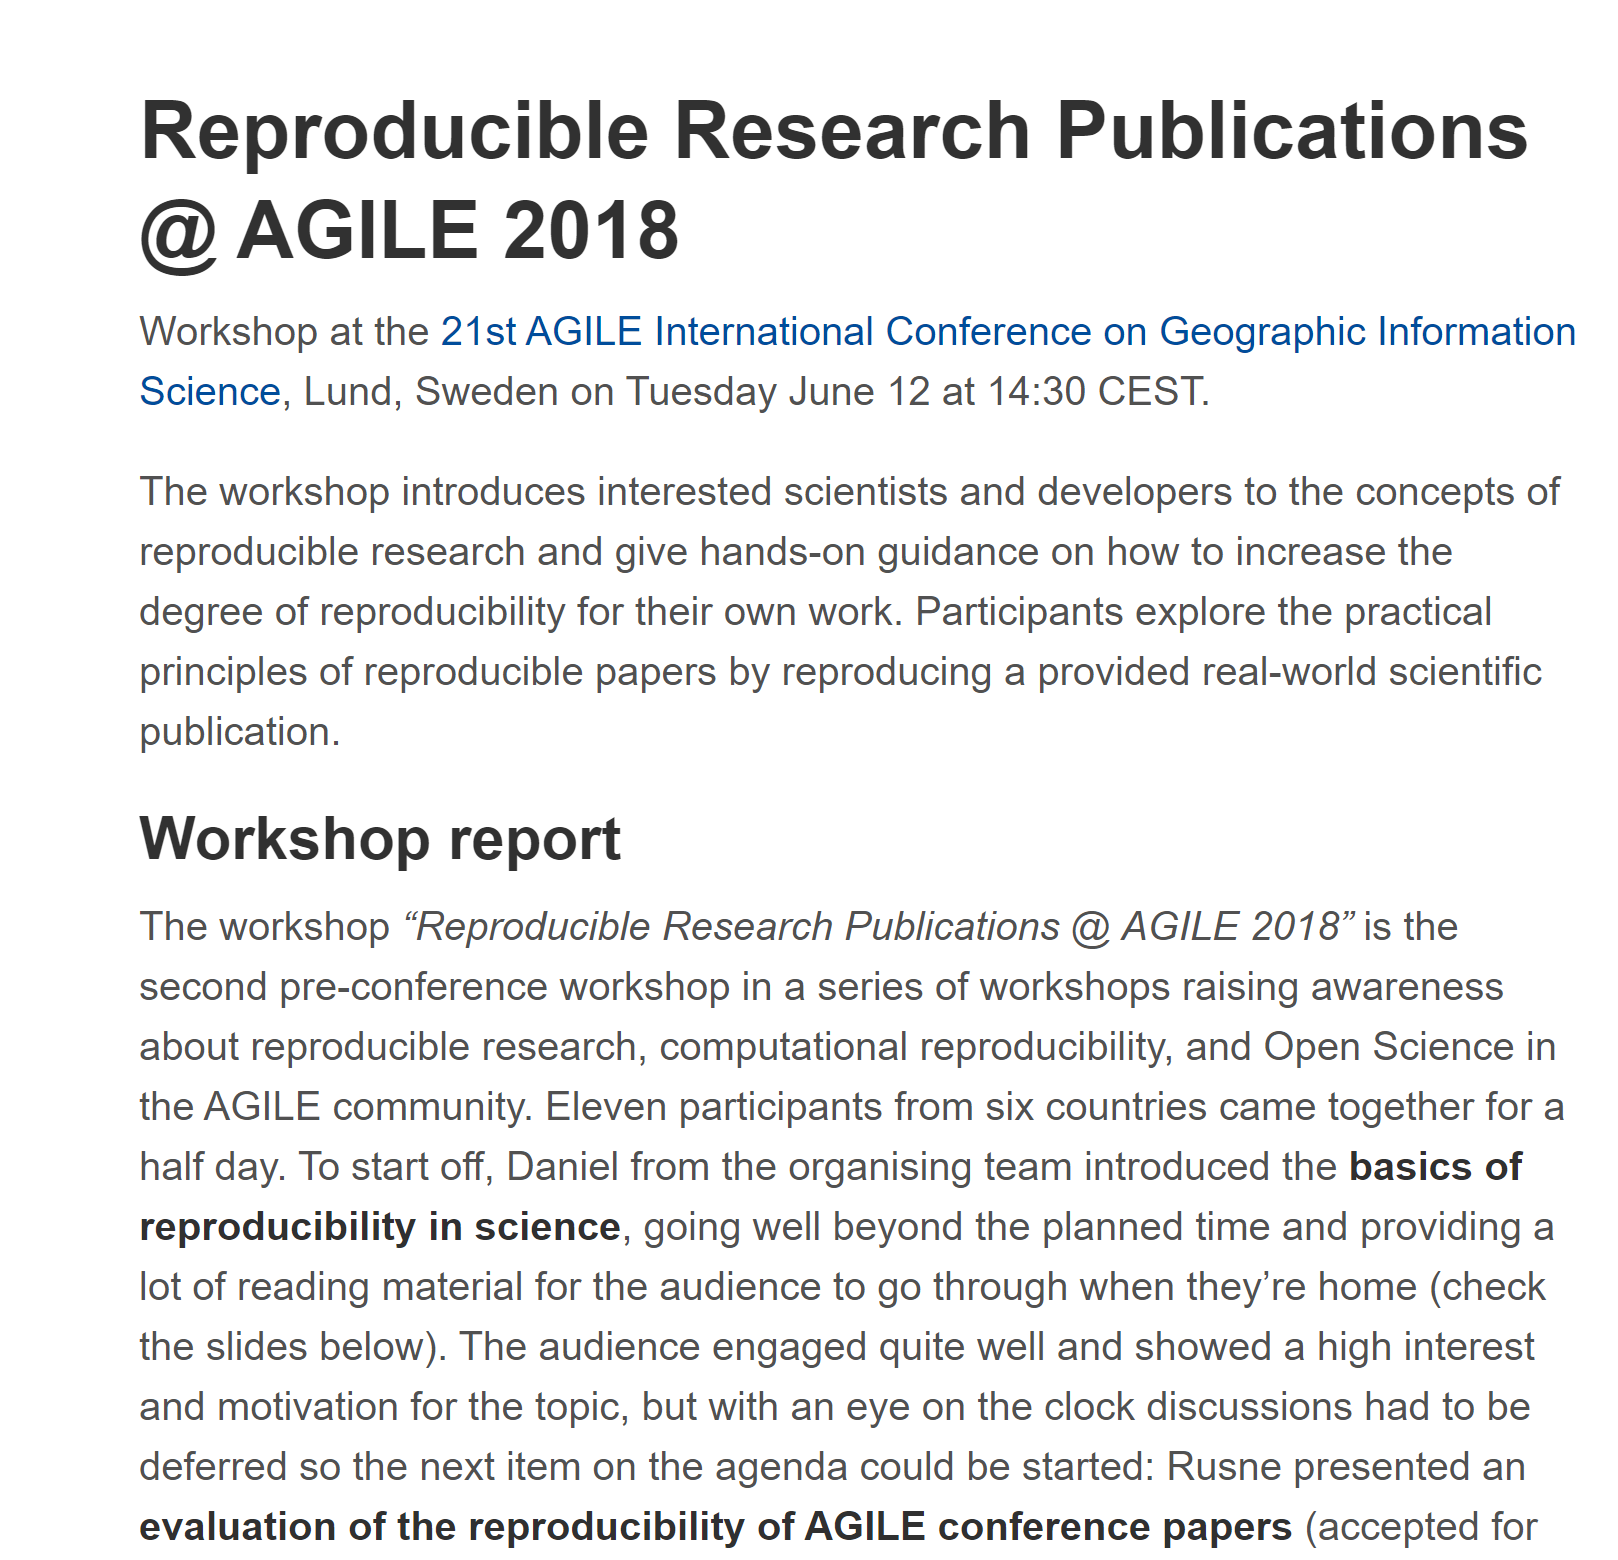 Reproducible Research Publications
@ AGILE 2018
Workshop at the 21st AGILE International Conference on Geographic Information
Science, Lund, Sweden on Tuesday June 12 at 14:30 CEST.
The workshop introduces interested scientists and developers to the concepts of
reproducible research and give hands-on guidance on how to increase the
degree of reproducibility for their own work. Participants explore the practical
principles of reproducible papers by reproducing a provided real-world scientific
publication.
Workshop report
The workshop “Reproducible Research Publications @ AGILE 2018” is the
second pre-conference workshop in a series of workshops raising awareness
about reproducible research, computational reproducibility, and Open Science in
the AGILE community. Eleven participants from six countries came together for a
half day. To start off, Daniel from the organising team introduced the basics of
reproducibility in science, going well beyond the planned time and providing a
lot of reading material for the audience to go through when they’re home (check
the slides below). The audience engaged quite well and showed a high interest
and motivation for the topic, but with an eye on the clock discussions had to be
deferred so the next item on the agenda could be started: Rusne presented an
evaluation of the reproducibility of AGILE conference papers (accepted for